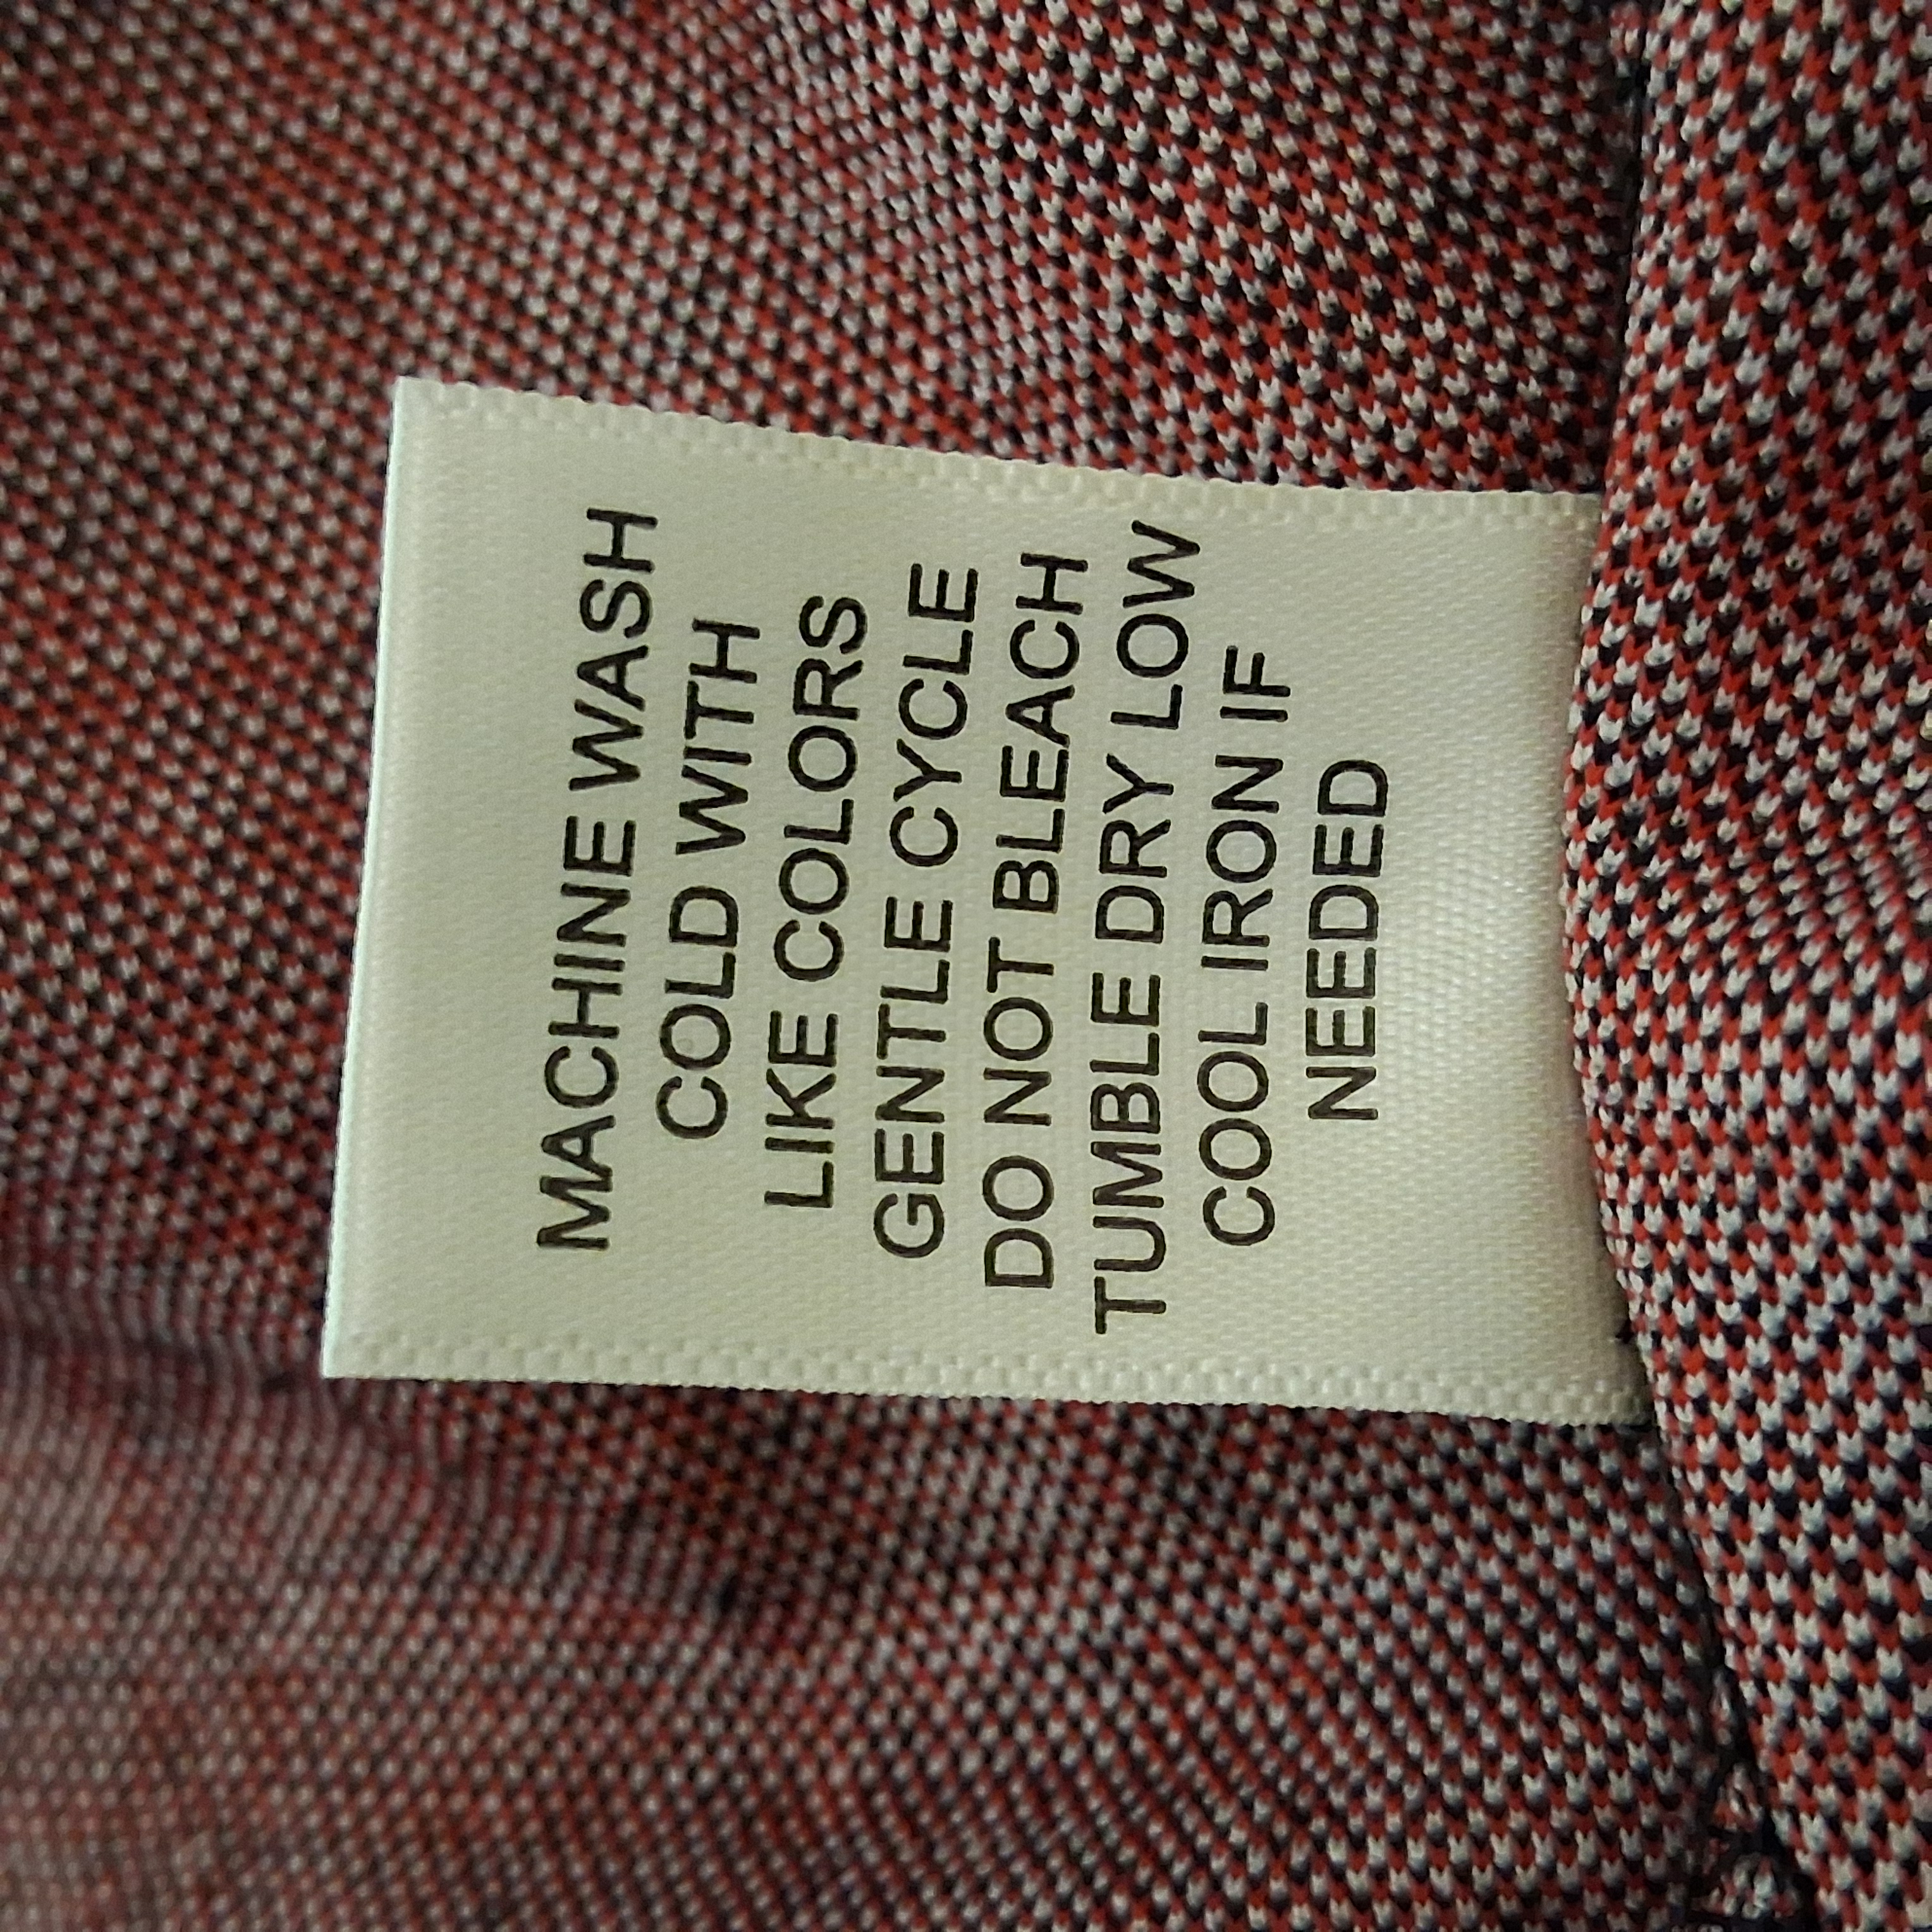 MACHINE WASH
COLD WITH
LIKE COLORS
GENTLE CYCLE
DO NOT BLEACH
TUMBLE DRY LOW
COOL IRON IF
NEEDED